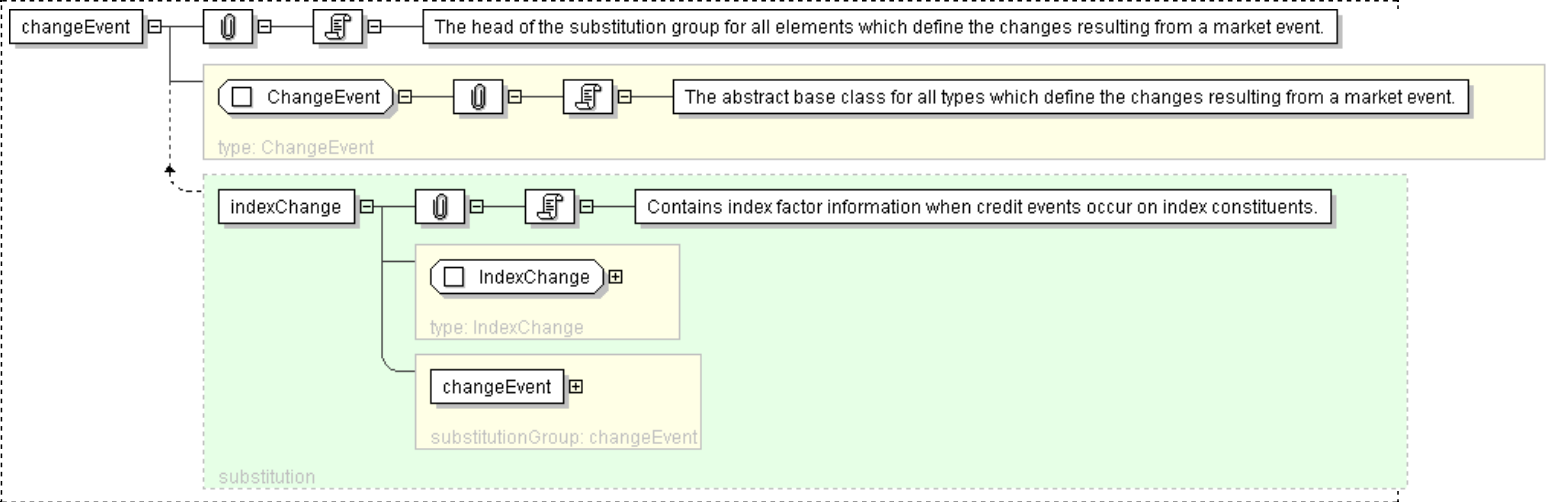 changeEvent
The head of the substitution group for all elements which define the changes resulting from a market event.
ChangeEvent
The abstract base class for all types which define the changes resulting from a market event.
type: ChangeEvent
indexChange
Contains index factor information when credit events occur on index constituents.
IndexChange
type: IndexChange
changeEvent
substitutionGroup: changeEvent
substitution